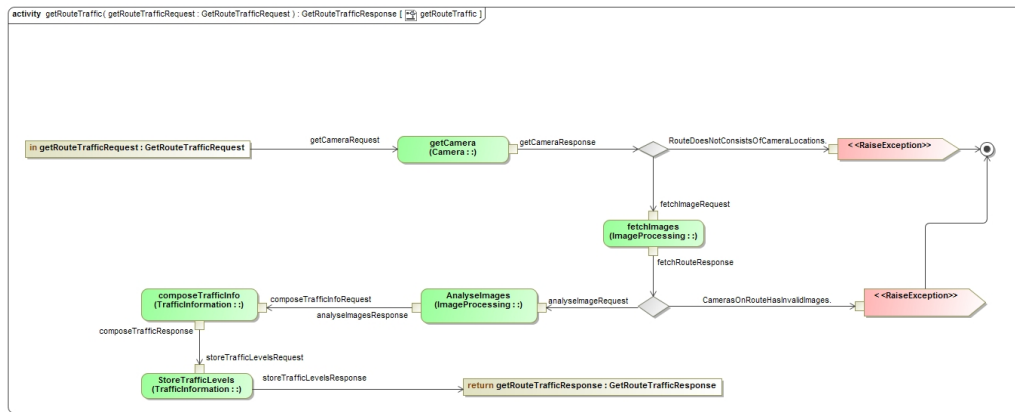 activity getRouteTraffic( getRouteTrafficRequest : GetRouteTrafficRequest ) : GetRouteTrafficResponse [ getRouteTraffic ]
getCameraRequest
in getRouteTrafficRequest : GetRouteTrafficRequest
getCamera
(Camera : :)
getCameraResponse
RouteDoesNotConsistsOfCameraLocations.
< <RaiseException>>
fetchImageRequest
fetchImages
(ImageProcessing : :)
fetchRouteResponse
composeTrafficInfo
(TrafficInformation : :)
composeTrafficInfoRequest
analyseImagesResponse
AnalyseImages
(ImageProcessing : :)
analyseImageRequest
CamerasOnRouteHasInvalidImages.
< <RaiseException>>
composeTrafficResponse
storeTrafficLevelsRequest
StoreTrafficLevels
(TrafficInformation : :)
storeTrafficLevelsResponse
return getRouteTrafficResponse : GetRouteTrafficResponse